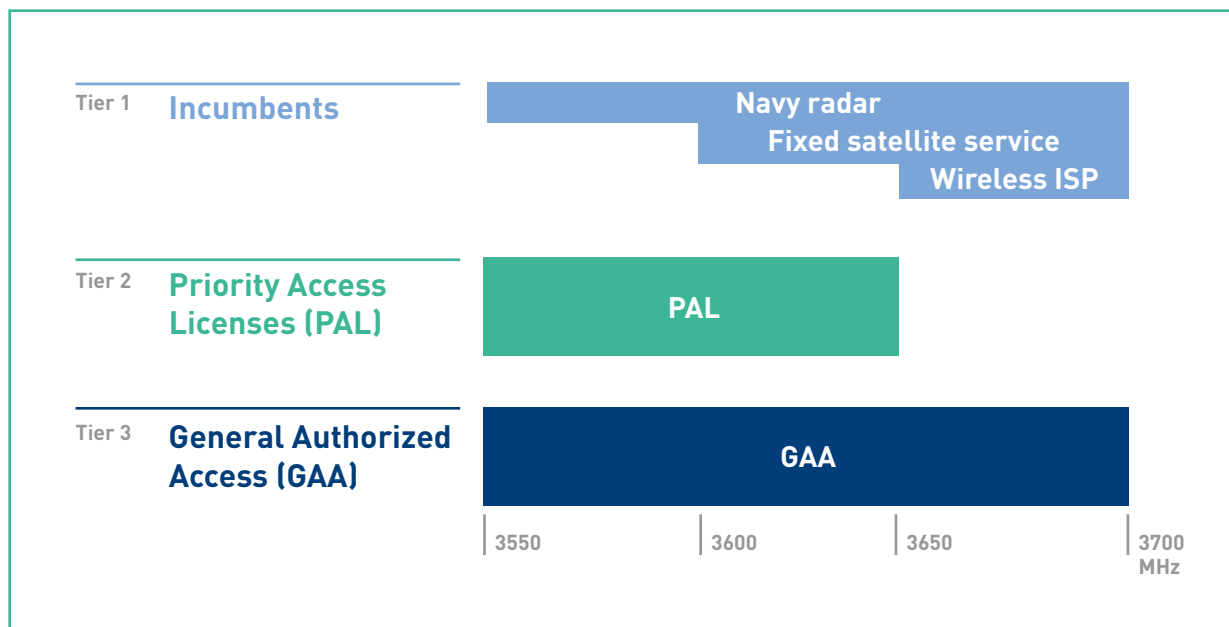 Tier 1
Incumbents
Navy radar
Fixed satellite service
Wireless ISP
Tier 2
Priority Access
Licenses (PAL)
PAL
Tier 3
General Authorized
Access (GAA)
GAA
3550
3600
3650
3700
MHz